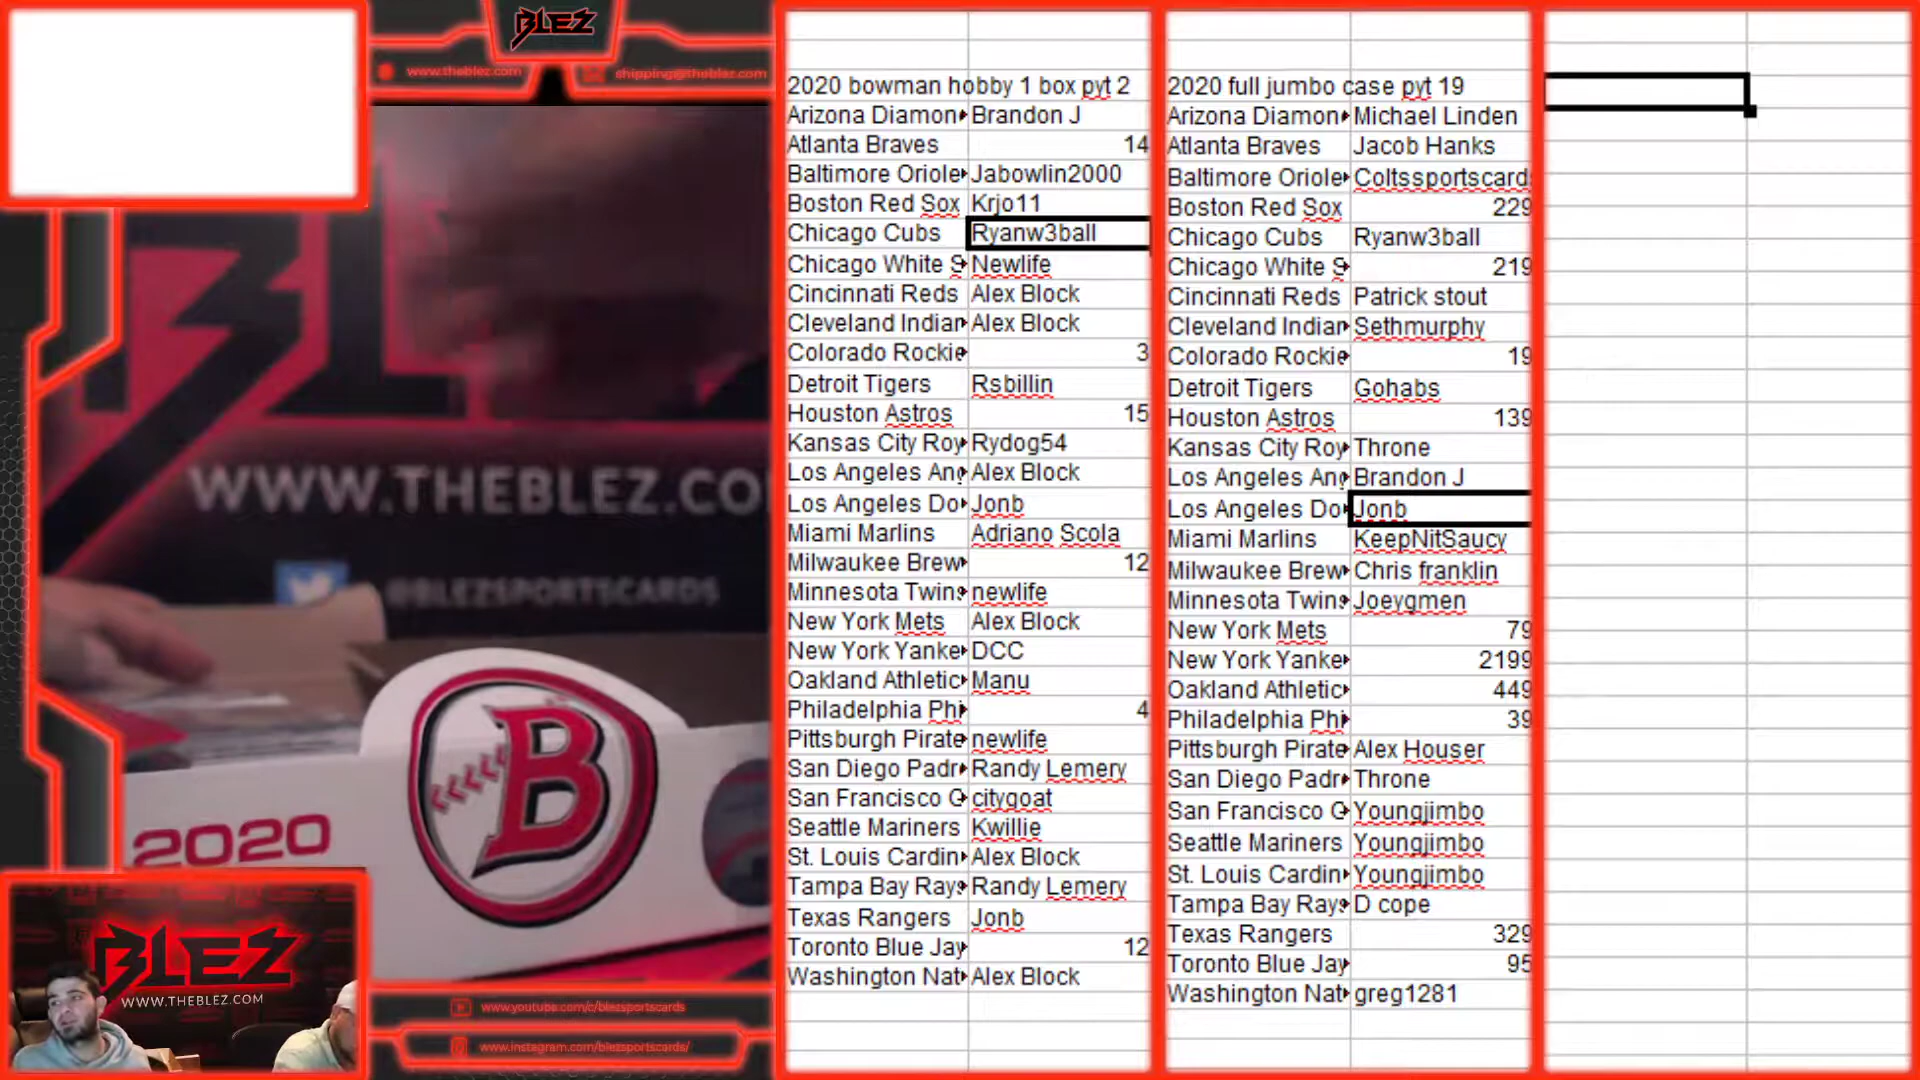 BLEZ
www.theblez.com
shipping@theblez.com
BL
WWW.THEBLEZ.CO
@BLEZSPORTSCARDS
B
2020
BLEZ
WWW.THEBLEZ.COM
www.youtube.com/c/blezsportscards
www.instagram.com/blezsportscards/
2020 bowman hobby 1 box pyt 2
Arizona Diamon Brandon J
Atlanta Braves 14
Baltimore Oriole Jabowlin2000
Boston Red Sox Krjo11
Chicago Cubs Ryanw3ball
Chicago White S Newlife
Cincinnati Reds Alex Block
Cleveland Indian Alex Block
Colorado Rockie 3
Detroit Tigers Rsbillin
Houston Astros 15
Kansas City Roy Rydog54
Los Angeles Ang Alex Block
Los Angeles Do Jonb
Miami Marlins Adriano Scola
Milwaukee Brew 12
Minnesota Twins newlife
New York Mets Alex Block
New York Yanke DCC
Oakland Athletic Manu
Philadelphia Phi 4
Pittsburgh Pirate newlife
San Diego Padr Randy Lemery
San Francisco G citygoat
Seattle Mariners Kwillie
St. Louis Cardin Alex Block
Tampa Bay Rays Randy Lemery
Texas Rangers Jonb
Toronto Blue Jay 12
Washington Nat Alex Block
2020 full jumbo case pyt 19
Arizona Diamon Michael Linden
Atlanta Braves Jacob Hanks
Baltimore Oriole Coltssportscard
Boston Red Sox 229
Chicago Cubs Ryanw3ball
Chicago White S 219
Cincinnati Reds Patrick stout
Cleveland Indian Sethmurphy
Colorado Rockie 19
Detroit Tigers Gohabs
Houston Astros 139
Kansas City Roy Throne
Los Angeles Ang Brandon J
Los Angeles Do Jonb
Miami Marlins KeepNitSaucy
Milwaukee Brew Chris franklin
Minnesota Twins Joeygmen
New York Mets 79
New York Yanke 2199
Oakland Athletic 449
Philadelphia Phi 39
Pittsburgh Pirate Alex Houser
San Diego Padr Throne
San Francisco G Youngjimbo
Seattle Mariners Youngjimbo
St. Louis Cardin Youngjimbo
Tampa Bay Rays D cope
Texas Rangers 329
Toronto Blue Jay 95
Washington Nat greg1281